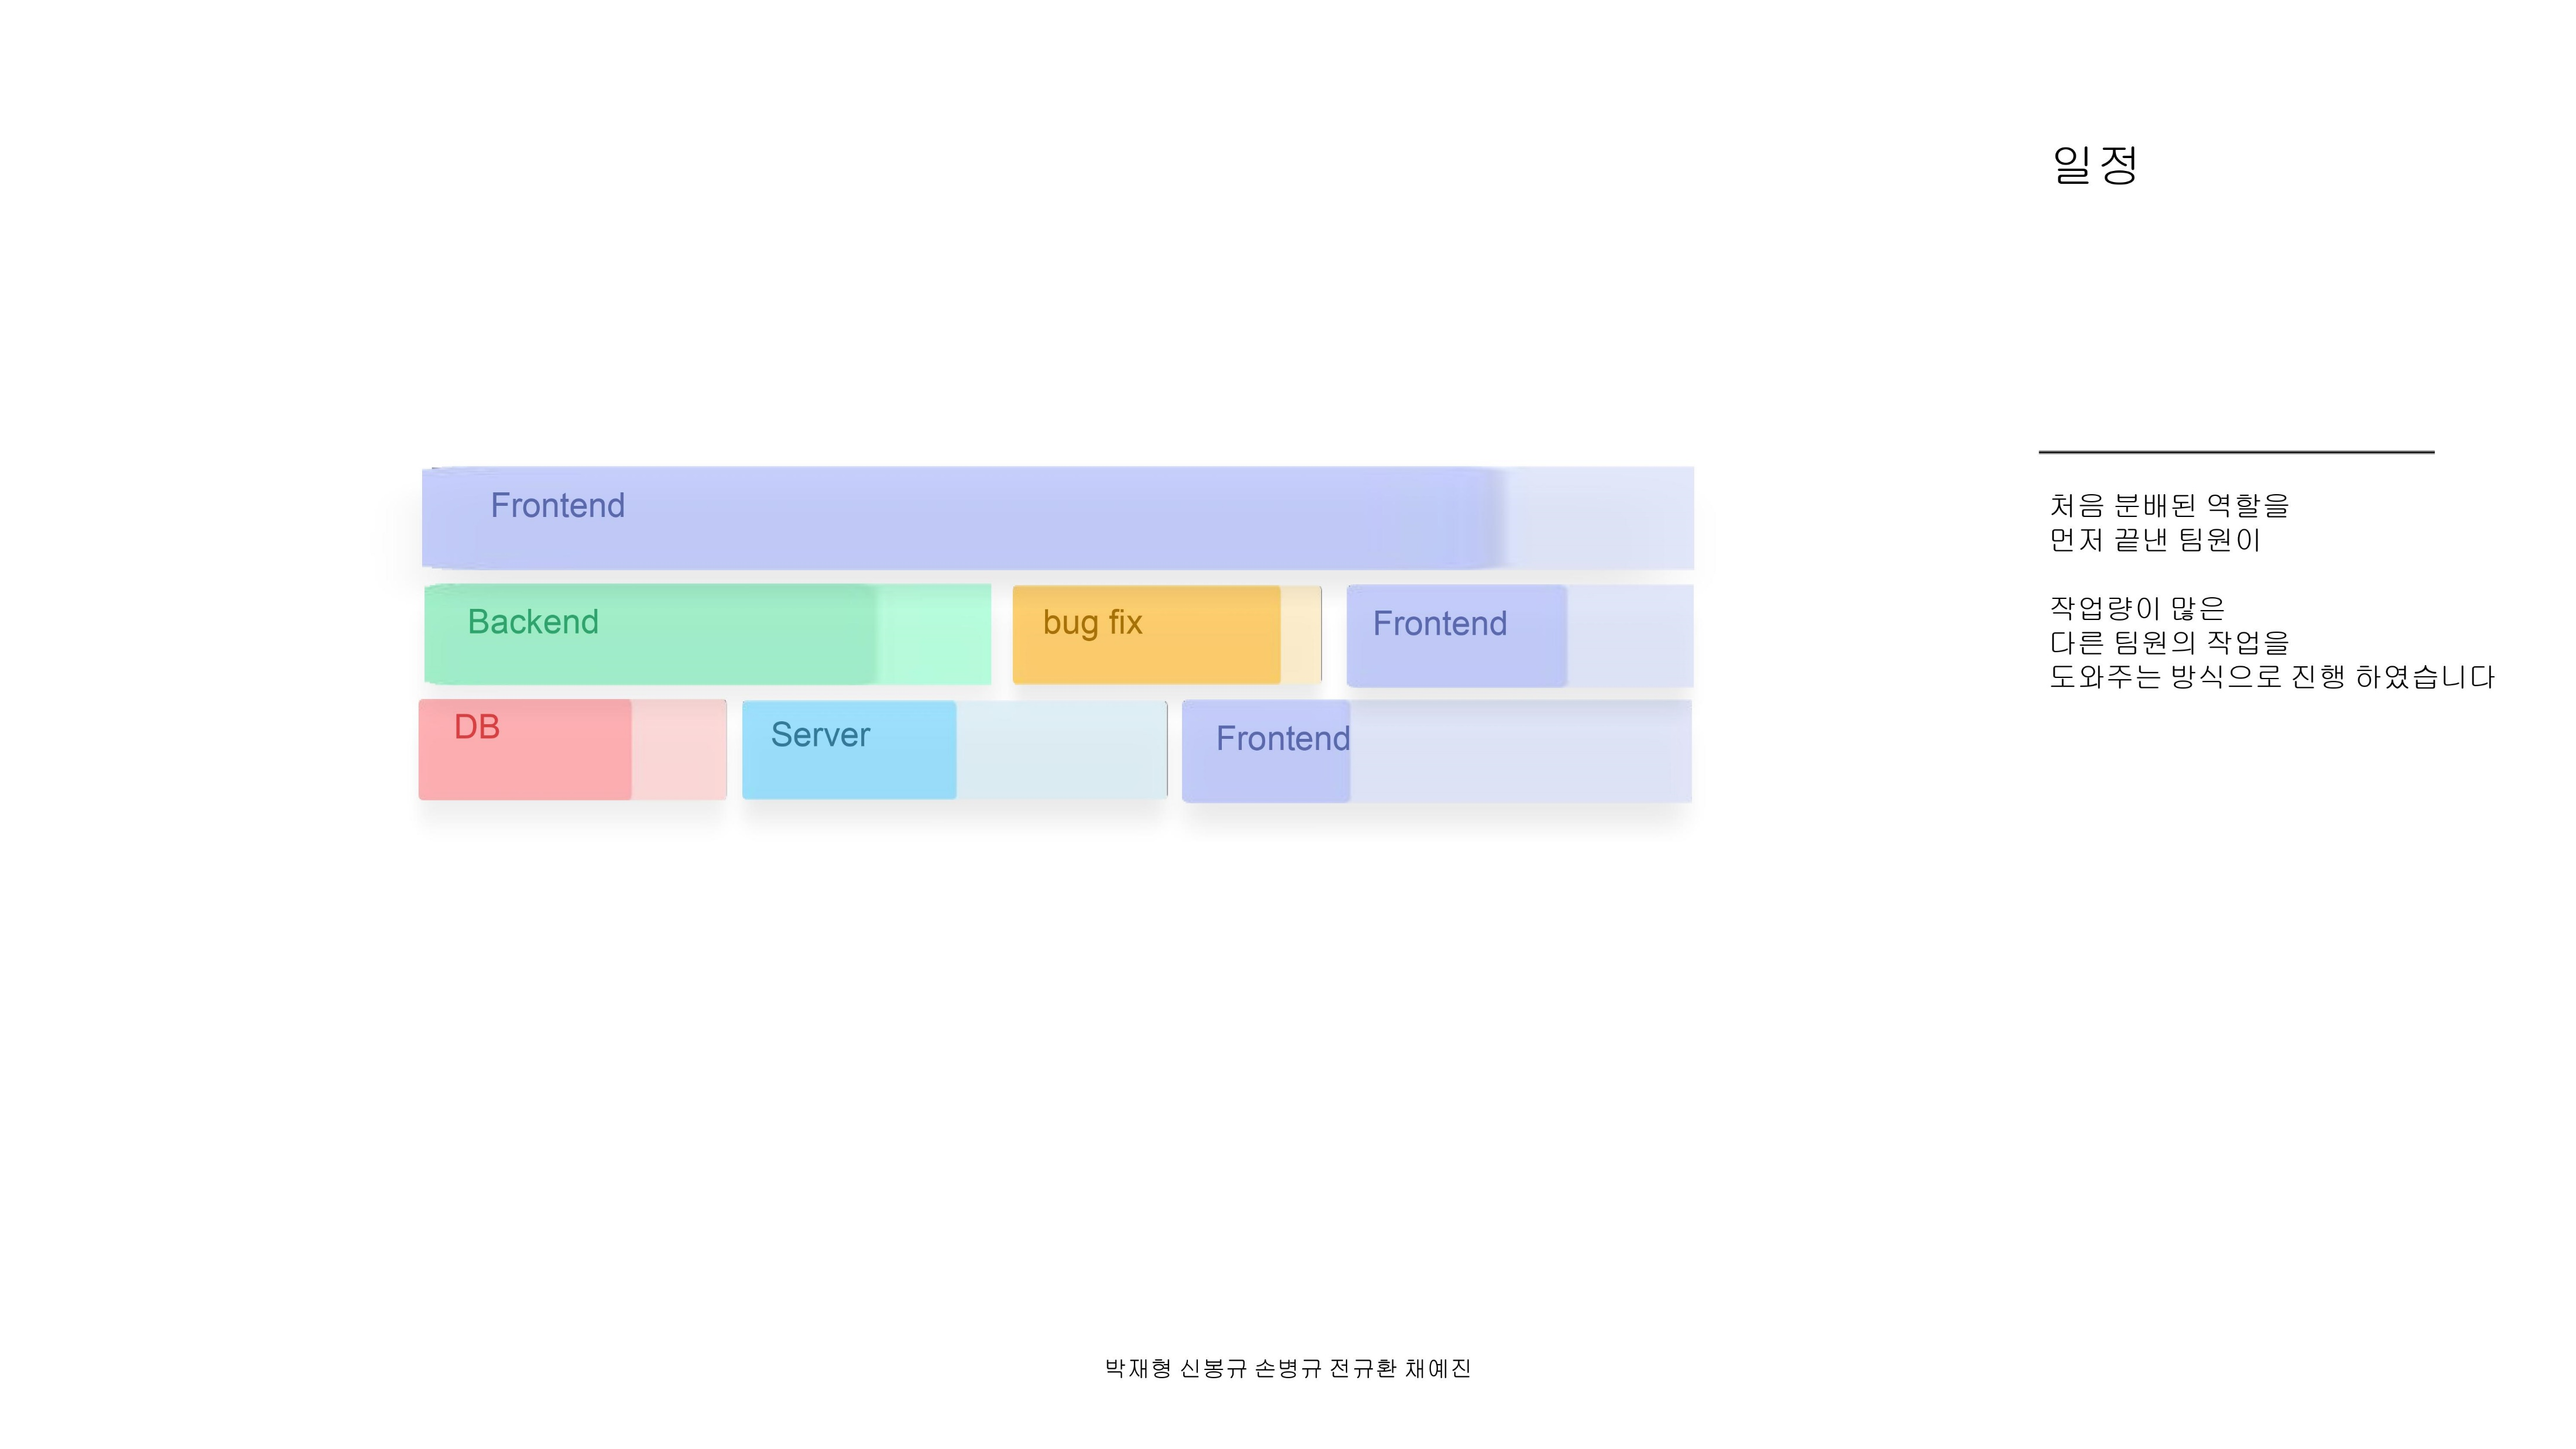 일정
Frontend
Backend
bug fix
Frontend
DB
Server
Frontend
처음 분배된 역할을
먼저 끝낸 팀원이
작업량이 많은
다른 팀원의 작업을
도와주는 방식으로 진행 하였습니다
박재형 신봉규 손병규 전규환 채예진